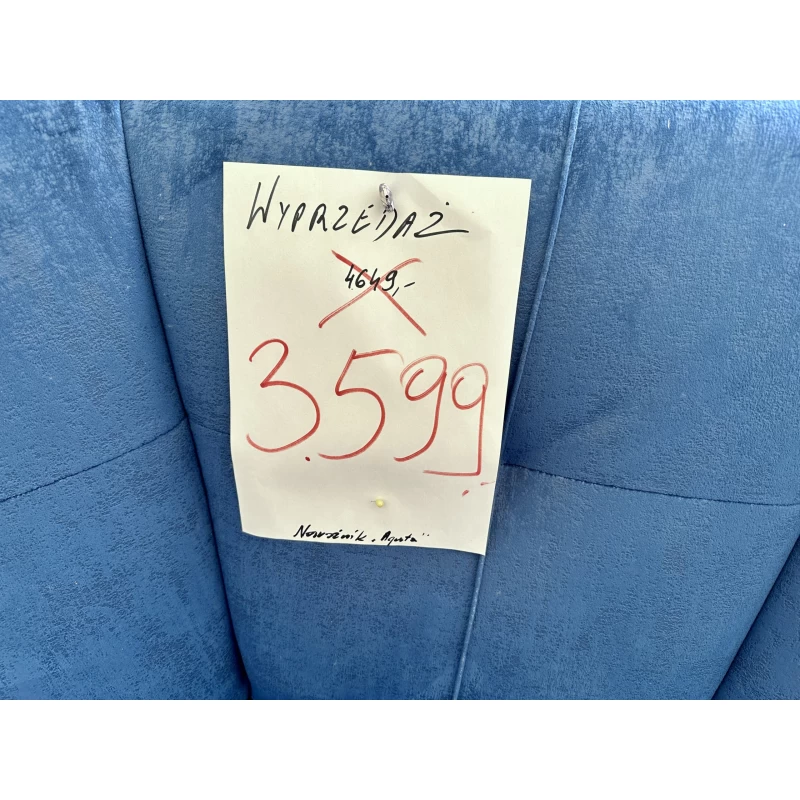 WYPRZEDAŻ
4649,-
3.599,-
Narożnik „Agata"